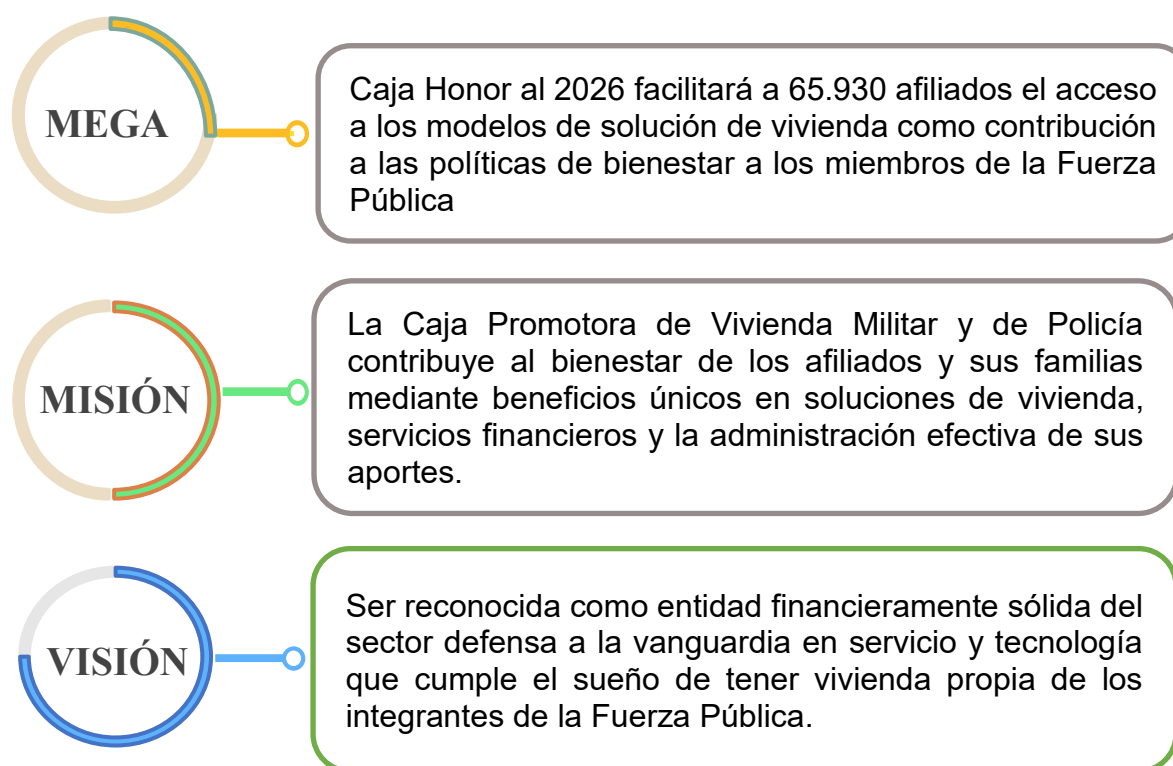 MEGA
Caja Honor al 2026 facilitará a 65.930 afiliados el acceso
a los modelos de solución de vivienda como contribución
a las políticas de bienestar a los miembros de la Fuerza
Pública
MISIÓN
La Caja Promotora de Vivienda Militar y de Policía
contribuye al bienestar de los afiliados y sus familias
mediante beneficios únicos en soluciones de vivienda,
servicios financieros y la administración efectiva de sus
aportes.
VISIÓN
Ser reconocida como entidad financieramente sólida del
sector defensa a la vanguardia en servicio y tecnología
que cumple el sueño de tener vivienda propia de los
integrantes de la Fuerza Pública.